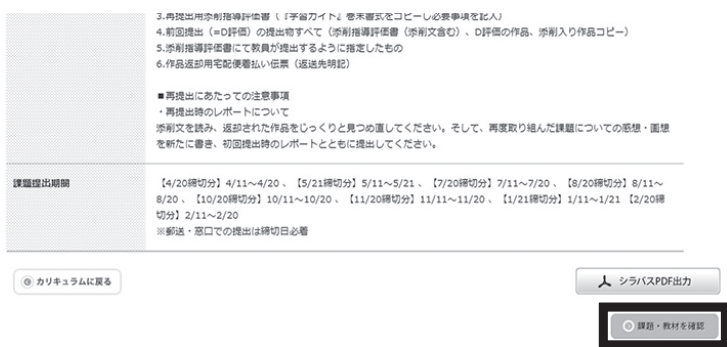 3.再提出用添削指導評価書(『学習ガイド』巻末書式をコピーし必要事項を記入)
4.前回提出(=D評価)の提出物すべて(添削指導評価書(添削文含む)、D評価の作品、添削入り作品コピー)
5.添削指導評価書にて教員が提出するように指定したもの
6.作品返却用宅配便着払い伝票(返送先明記)
■再提出にあたっての注意事項
・再提出時のレポートについて
添削文を読み、返却された作品をじっくりと見つめ直してください。そして、再度取り組んだ課題についての感想・画想
を新たに書き、初回提出時のレポートとともに提出してください。
課題提出期間
【4/20締切分】4/11~4/20 、【5/21締切分】5/11~5/21 、【7/20締切分】7/11~7/20 、【8/20締切分】8/11~
8/20 、【10/20締切分】10/11~10/20 、【11/20締切分】11/11~11/20 、【1/21締切分】1/11~1/21 【2/20締
切分】2/11~2/20
※郵送・窓口での提出は締切日必着
カリキュラムに戻る
シラバスPDF出力
課題・教材を確認